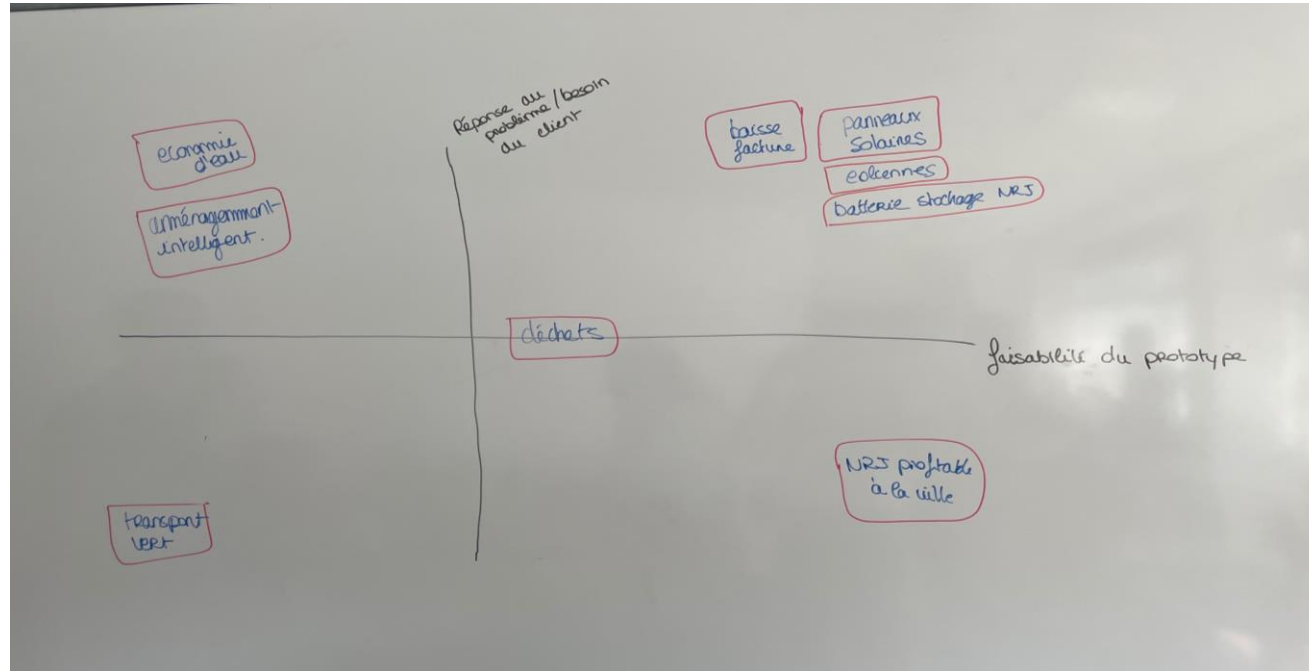 Réponse au
problème / besoin
du client
economie
d'eau
aménagemmant
intelligent.
baisse
facture
panneaux
solaires
eoliennes
batterie stockage NRJ
déchets
faisabilité du prototype
NRJ profitable
à la ville
transport
vert